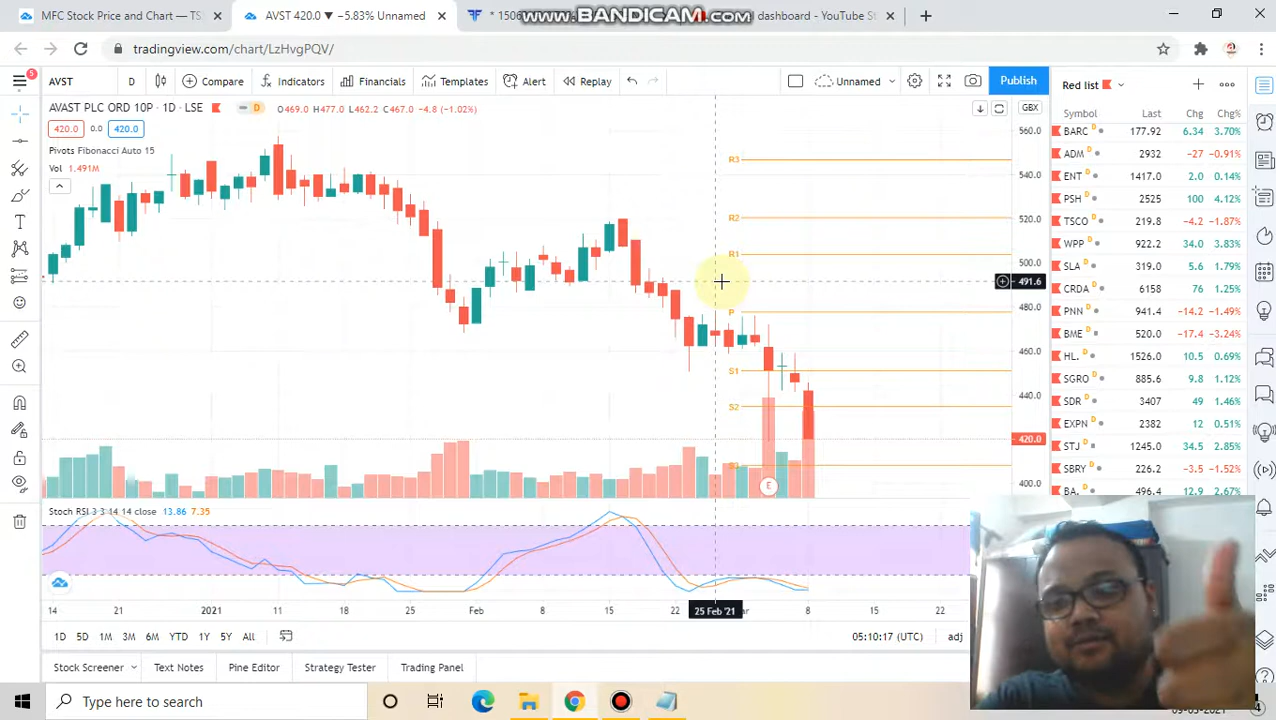 MFC Stock Price and Chart — TS:
AVST 420.0 ▼ −5.83% Unnamed
* 150
www.BANDICAM.com
dashboard - YouTube S
tradingview.com/chart/LzHvgPQV/
5
AVST
D
Compare
Indicators
Financials
Templates
Alert
Replay
Unnamed
Publish
Red list
AVAST PLC ORD 10P · 1D · LSE
D
O469.0 H477.0 L462.2 C467.0 −4.8 (−1.02%)
GBX
420.0 0.0 420.0
Pivots Fibonacci Auto 15
Vol 1.491M
R3
R2
R1
P
S1
S2
S3
E
560.0
540.0
520.0
500.0
491.6
480.0
460.0
440.0
420.0
400.0
Symbol Last Chg Chg%
BARC D 177.92 6.34 3.70%
ADM D 2932 −27 −0.91%
ENT D 1417.0 2.0 0.14%
PSH D 2525 100 4.12%
TSCO D 219.8 −4.2 −1.87%
WPP D 922.2 34.0 3.83%
SLA D 319.0 5.6 1.79%
CRDA D 6158 76 1.25%
PNN D 941.4 −14.2 −1.49%
BME D 520.0 −17.4 −3.24%
HL. D 1526.0 10.5 0.69%
SGRO D 885.6 9.8 1.12%
SDR D 3407 49 1.46%
EXPN D 2382 12 0.51%
STJ D 1245.0 34.5 2.85%
SBRY D 226.2 −3.5 −1.52%
BA. D 496.4 12.9 2.67%
Stoch RSI 3 3 14 14 close 13.86 7.35
14 21 2021 11 18 25 Feb 8 15 22 25 Feb '21 8 15 22
1D 5D 1M 3M 6M YTD 1Y 5Y All
05:10:17 (UTC)
adj
Stock Screener
Text Notes
Pine Editor
Strategy Tester
Trading Panel
Type here to search